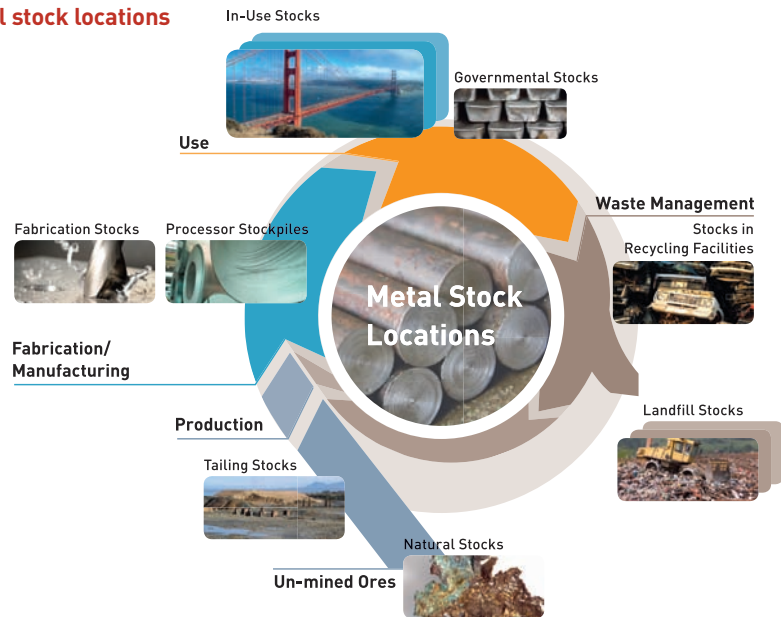 l stock locations
In-Use Stocks
Governmental Stocks
Use
Waste Management
Stocks in
Recycling Facilities
Fabrication Stocks
Processor Stockpiles
Metal Stock
Locations
Fabrication/
Manufacturing
Landfill Stocks
Production
Tailing Stocks
Natural Stocks
Un-mined Ores